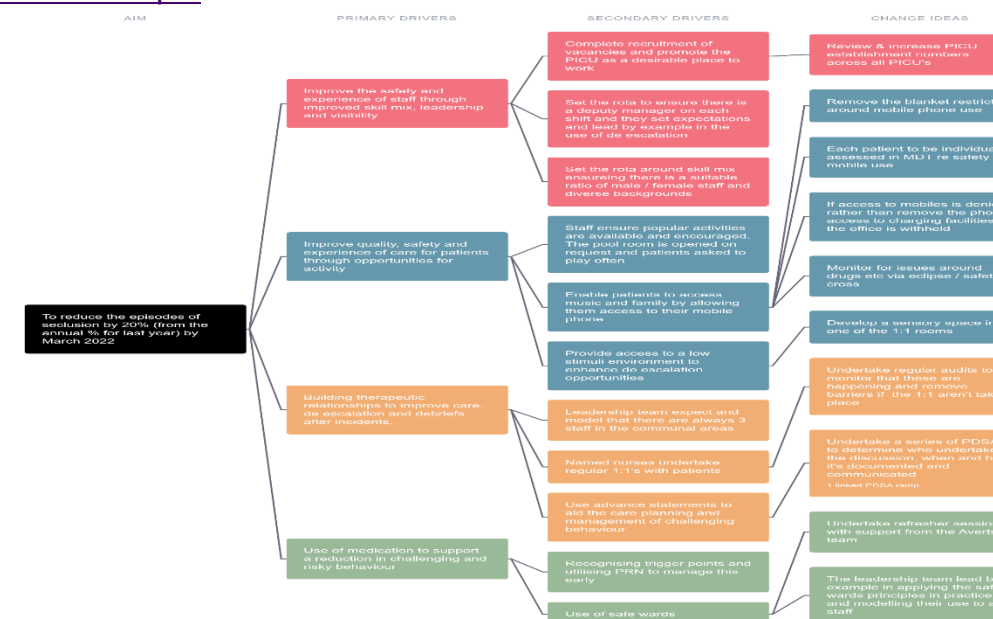 AIM
PRIMARY DRIVERS
SECONDARY DRIVERS
CHANGE IDEAS
To reduce the episodes of
seclusion by 20% (from the
annual % for last year) by
March 2022
Improve the safety and
experience of staff through
improved skill mix, leadership
and visibility
Improve quality, safety and
experience of care for patients
through opportunities for
activity
Building therapeutic
relationships to improve care,
de escalation and debriefs
after incidents.
Use of medication to support
a reduction in challenging and
risky behaviour
Complete recruitment of
vacancies and promote the
PICU as a desirable place to
work
Set the rota to ensure there is
a deputy manager on each
shift and they set expectations
and lead by example in the
use of de escalation
Set the rota around skill mix
ensureing there is a suitable
ratio of male / female staff and
diverse backgrounds
Staff ensure popular activities
are available and encouraged.
The pool room is opened on
request and patients asked to
play often
Enable patients to access
music and family by allowing
them access to their mobile
phone
Provide access to a low
stimuli environment to
enhance de escalation
opportunities
Leadership team expect and
model that there are always 3
staff in the communal areas
Named nurses undertake
regular 1:1's with patients
Use advance statements to
aid the care planning and
management of challenging
behaviour
Recognising trigger points and
utilising PRN to manage this
early
Use of safe wards
Review & increase PICU
establishment numbers
across all PICU's
Remove the blanket
around mobile phone use
Each patient to be
assessed in MDT re safety
mobile use
If access to mobiles is
rather than remove the
access to charging facilities
the office is withheld
Monitor for issues around
drugs etc via eclipse /
cross
Develop a sensory space in
one of the 1:1 rooms
Undertake regular audits to
monitor that these are
happening and remove
barriers if the 1:1 aren't
place
Undertake a series of
to determine who
the discussion, when and
it's documented and
communicated
1 linked PDSA ramp
Undertake refresher
with support from the
team
The leadership team lead
example in applying the
wards principles in practice
and modelling their use to
staff